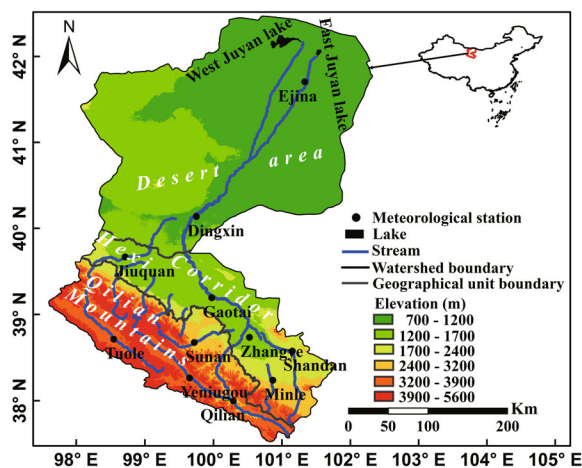 N
West Juyan lake
East Juyan lake
Ejina
Desert area
Dingxin
Hexi Corridor
Jiuquan
Qilian Mountains
Gaotai
Tuole
Sunan
Zhangye
Shandan
Yeniugou
Minle
Qilian
Meteorological station
Lake
Stream
Watershed boundary
Geographical unit boundary
Elevation (m)
700 - 1200
1200 - 1700
1700 - 2400
2400 - 3200
3200 - 3900
3900 - 5600
Km
0 50 100 200
42° N
41° N
40° N
39° N
38° N
98° E 99° E 100° E 101° E 102° E 103° E 104° E 105° E